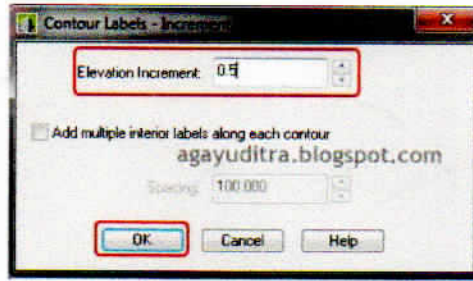 Contour Labels - Increment
Elevation Increment: 0.5
Add multiple interior labels along each contour
agayuditra.blogspot.com
Spacing: 100.000
OK Cancel Help